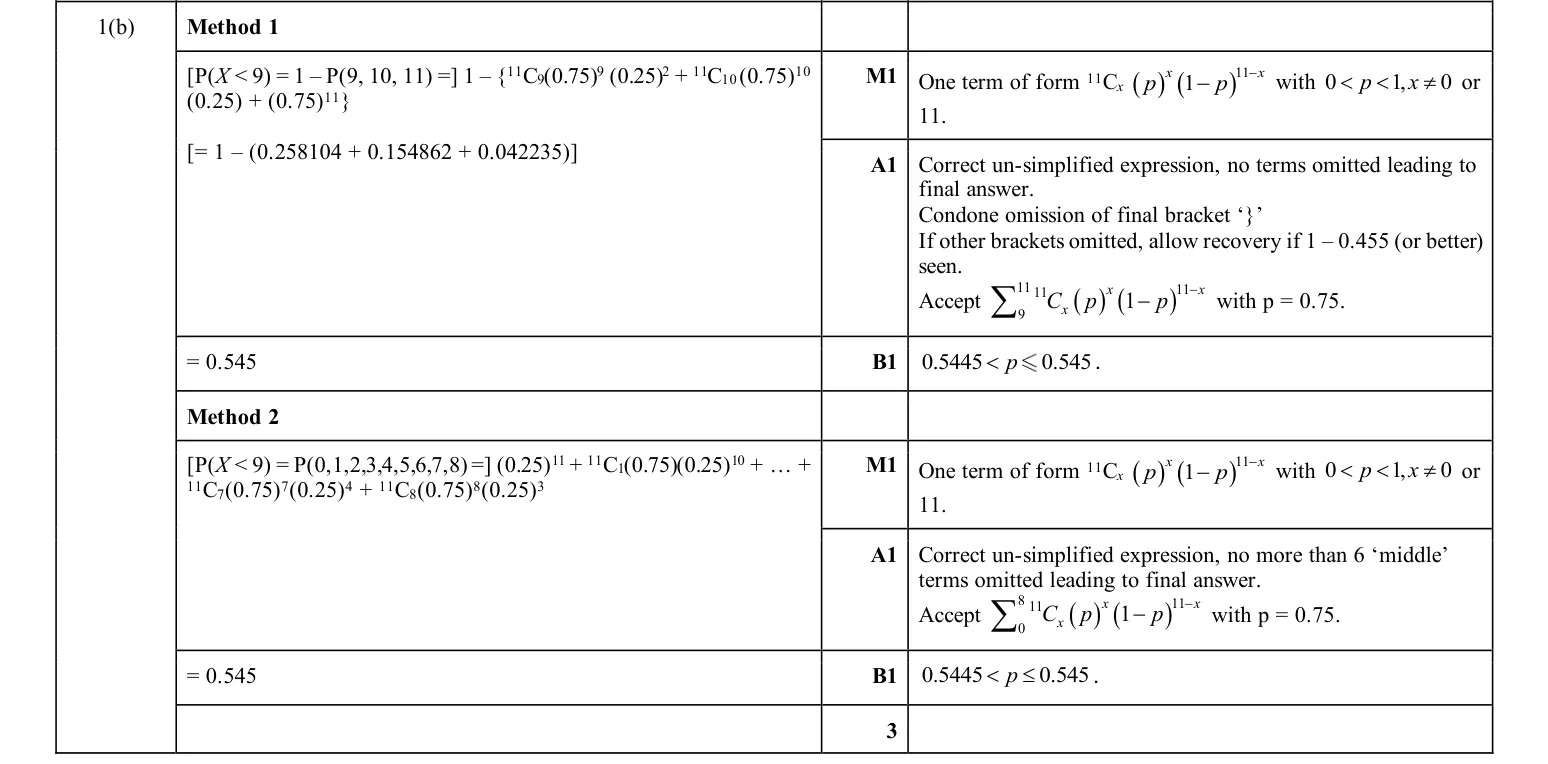 1(b)
Method 1
[P(X < 9) = 1 – P(9, 10, 11) =] 1 – {¹¹C₉(0.75)⁹ (0.25)² + ¹¹C₁₀ (0.75)¹⁰
(0.25) + (0.75)¹¹}
[= 1 – (0.258104 + 0.154862 + 0.042235)]
M1
One term of form ¹¹Cₓ (p)ˣ (1 − p)¹¹⁻ˣ with 0 < p < 1, x ≠ 0 or
11.
A1
Correct un-simplified expression, no terms omitted leading to
final answer.
Condone omission of final bracket ‘}’
If other brackets omitted, allow recovery if 1 – 0.455 (or better)
seen.
Accept ∑₉¹¹ ¹¹Cₓ (p)ˣ (1 − p)¹¹⁻ˣ with p = 0.75.
= 0.545
B1
0.5445 < p ⩽ 0.545 .
Method 2
[P(X < 9) = P(0,1,2,3,4,5,6,7,8) =] (0.25)¹¹ + ¹¹C₁(0.75)(0.25)¹⁰ + … +
¹¹C₇(0.75)⁷(0.25)⁴ + ¹¹C₈(0.75)⁸(0.25)³
M1
One term of form ¹¹Cₓ (p)ˣ (1 − p)¹¹⁻ˣ with 0 < p < 1, x ≠ 0 or
11.
A1
Correct un-simplified expression, no more than 6 ‘middle’
terms omitted leading to final answer.
Accept ∑₀⁸ ¹¹Cₓ (p)ˣ (1 − p)¹¹⁻ˣ with p = 0.75.
= 0.545
B1
0.5445 < p ≤ 0.545 .
3